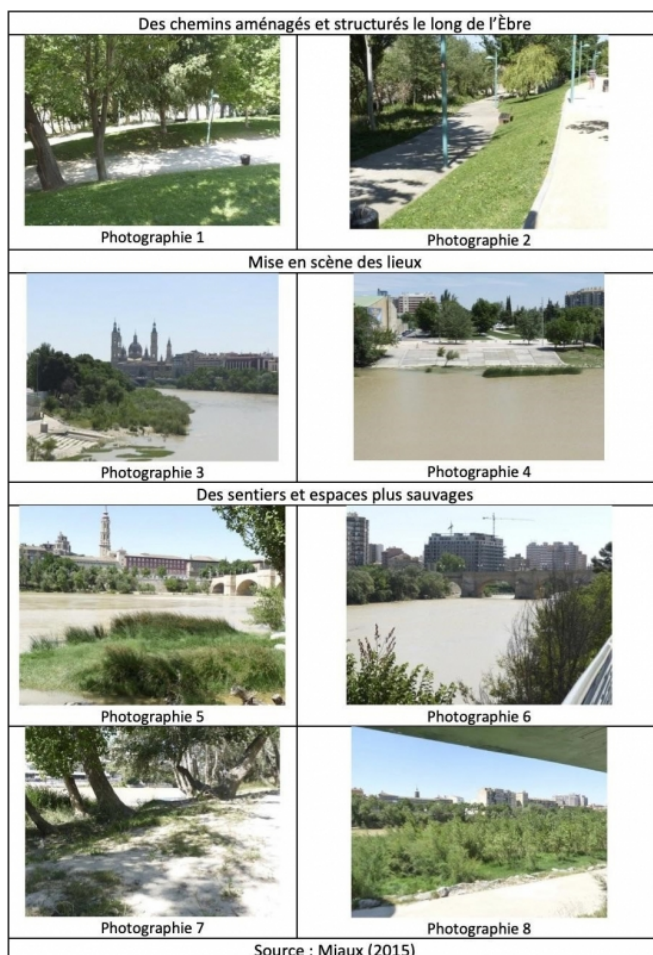 Des chemins aménagés et structurés le long de l’Èbre
Photographie 1
Photographie 2
Mise en scène des lieux
Photographie 3
Photographie 4
Des sentiers et espaces plus sauvages
Photographie 5
Photographie 6
Photographie 7
Photographie 8
Source : Miaux (2015)